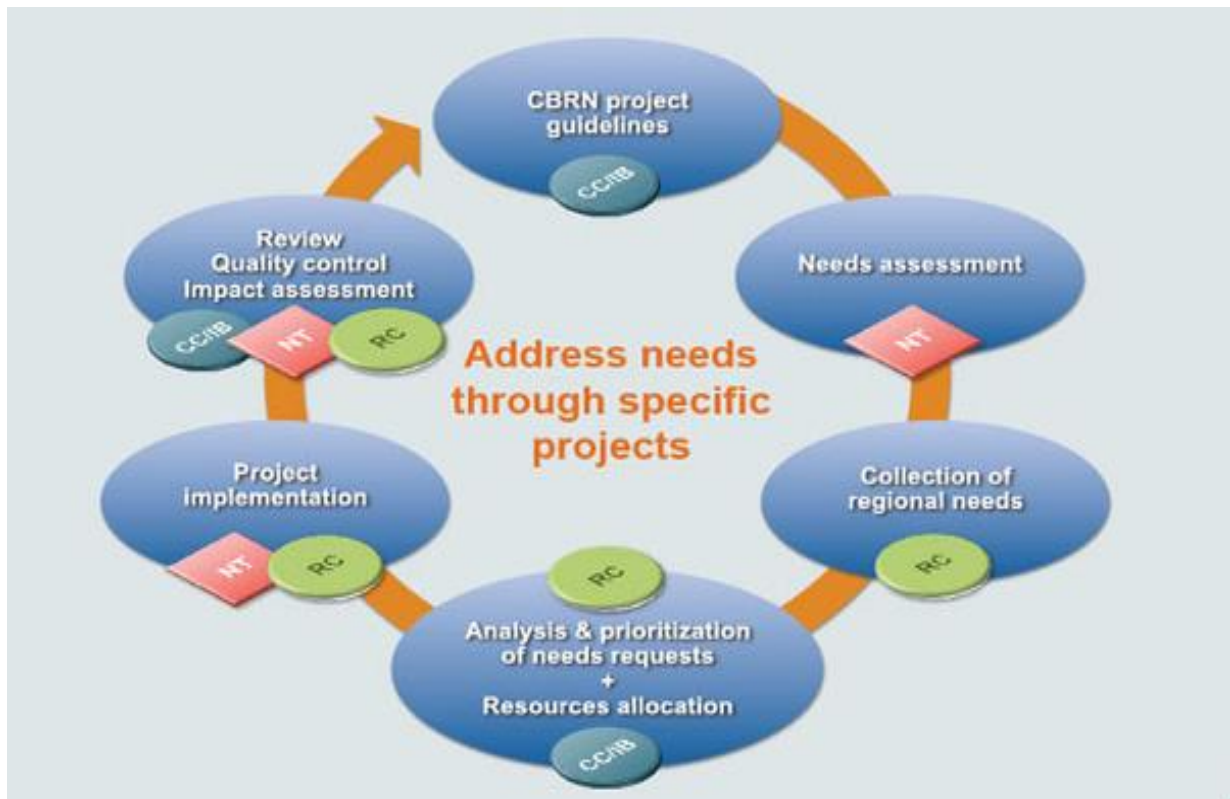 CBRN project
guidelines
CC/IB
Needs assessment
NT
Collection of
regional needs
RC
RC
Analysis & prioritization
of needs requests
+
Resources allocation
CC/IB
Project
implementation
NT
RC
Review
Quality control
Impact assessment
CC/IB
NT
RC
Address needs
through specific
projects